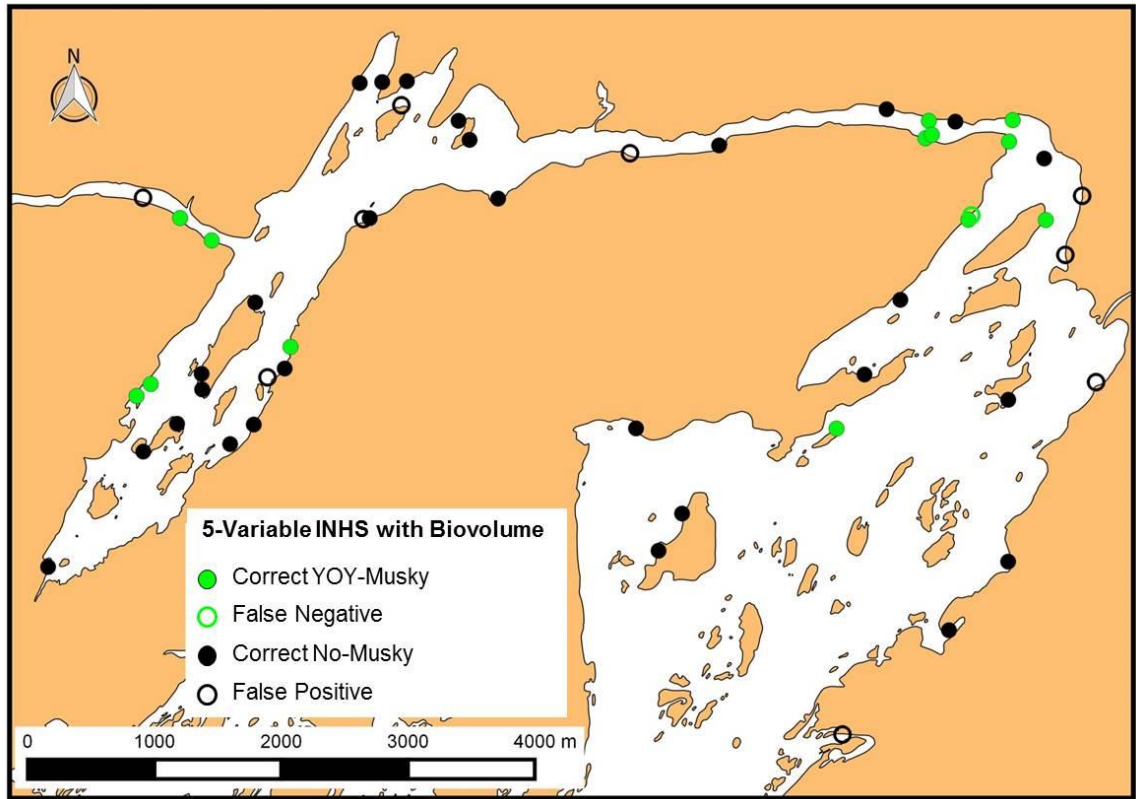 N
5-Variable INHS with Biovolume
Correct YOY-Musky
False Negative
Correct No-Musky
False Positive
0 1000 2000 3000 4000 m